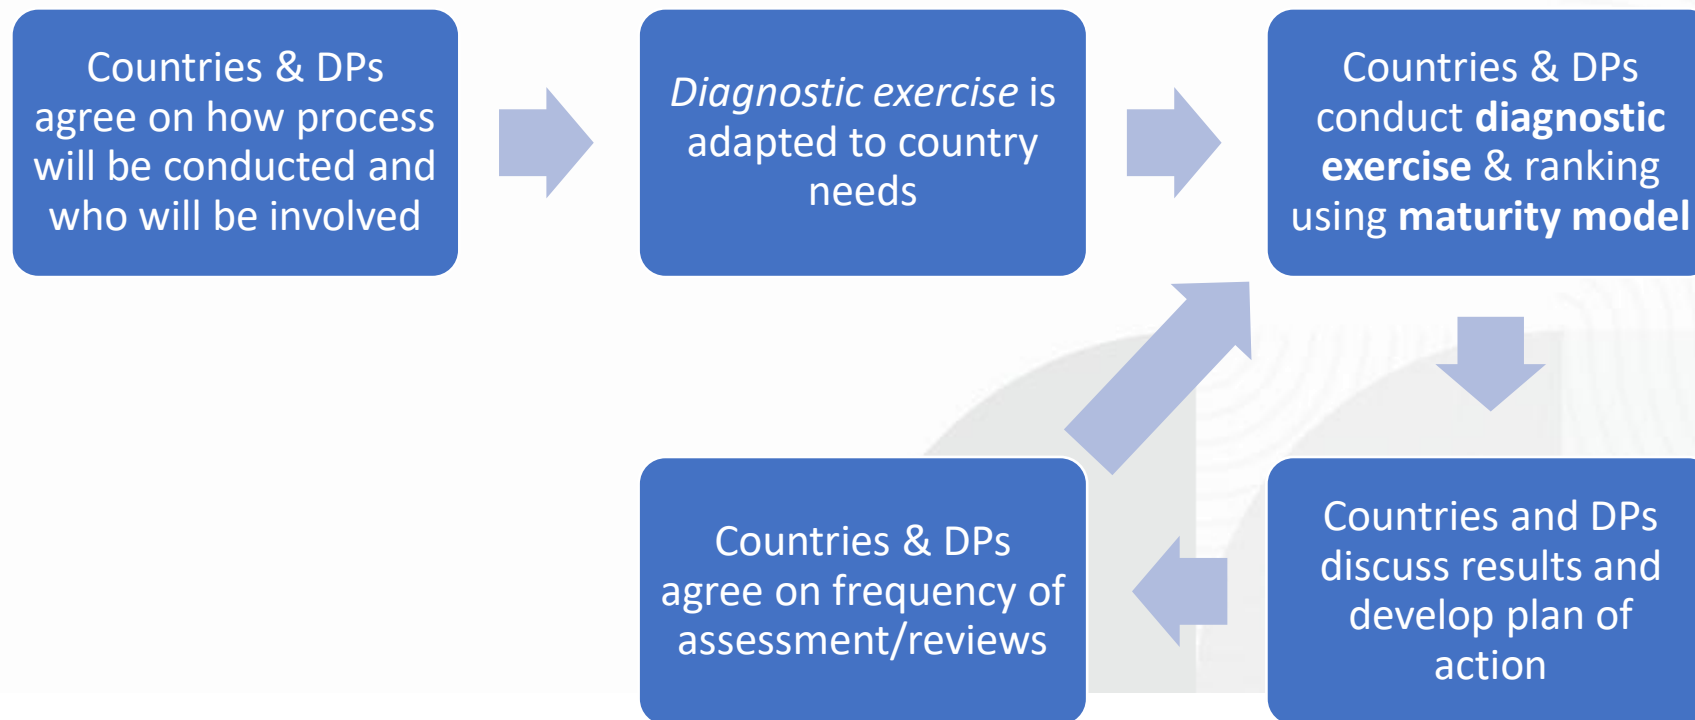 Countries & DPs
agree on how process
will be conducted and
who will be involved
Diagnostic exercise is
adapted to country
needs
Countries & DPs
conduct diagnostic
exercise & ranking
using maturity model
Countries and DPs
discuss results and
develop plan of
action
Countries & DPs
agree on frequency of
assessment/reviews